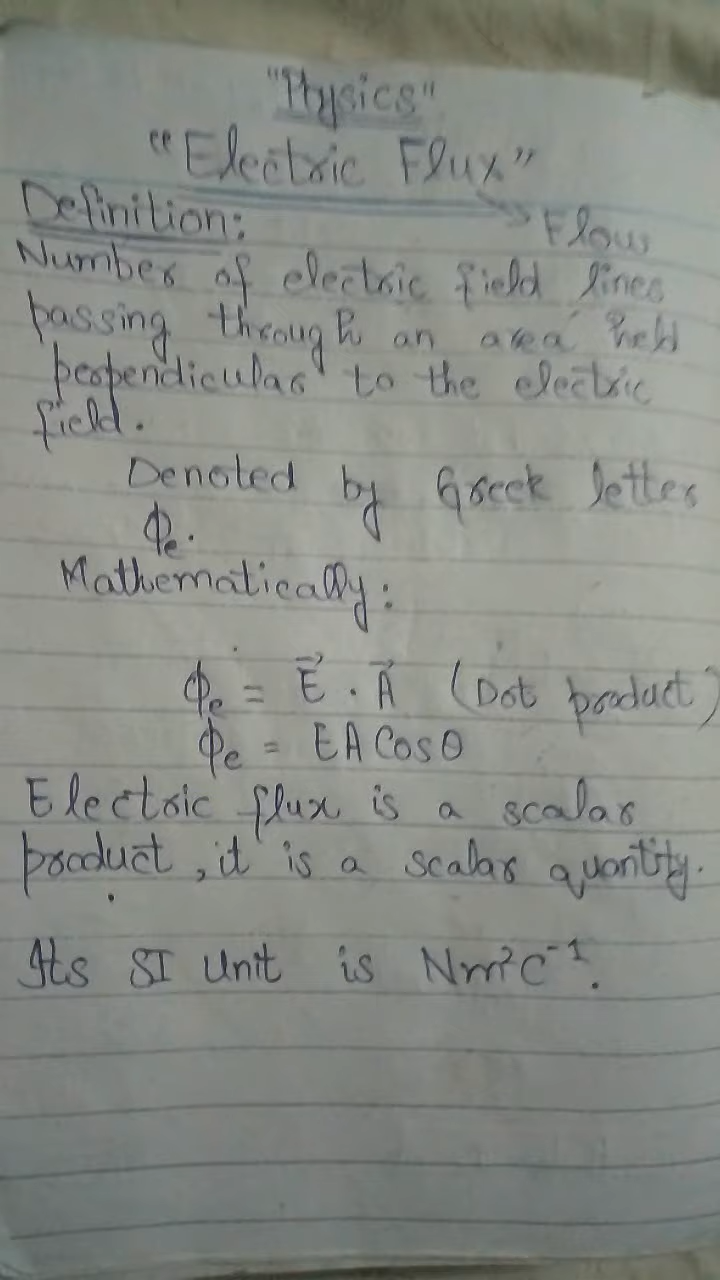 "Physics"
"Electric Flux"
Definition: Flow
Number of electric field lines
passing through an area held
perpendicular to the electric
field.
Denoted by Greek letter
Φe.
Mathematically:
Φe = E⃗ . A⃗ (Dot product)
Φe = EA Cosθ
Electric flux is a scalar
product, it is a scalar quantity.
Its SI Unit is Nm²C⁻¹.